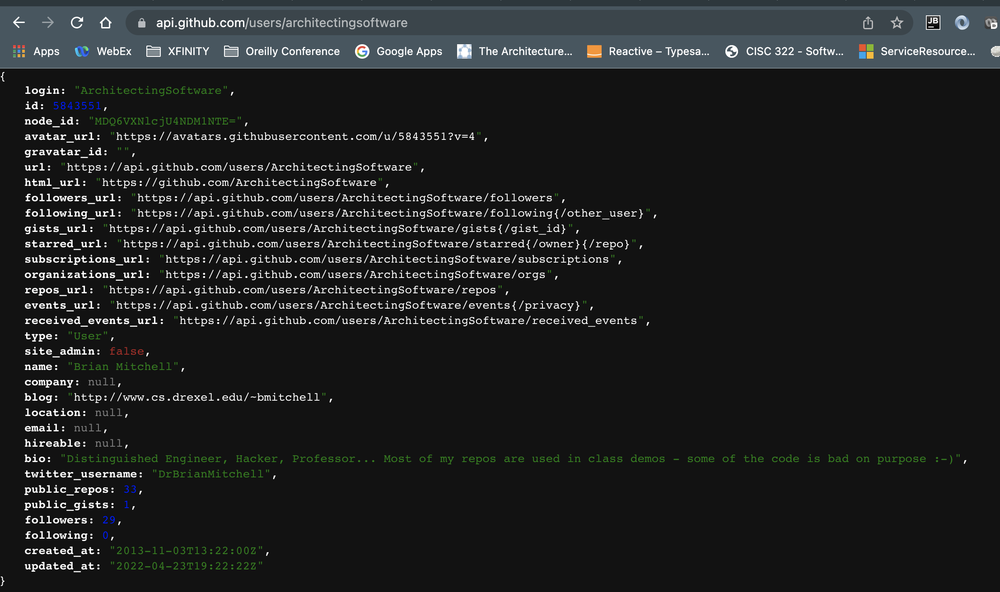 api.github.com/users/architectingsoftware
JB
Apps WebEx XFINITY Oreilly Conference Google Apps The Architecture... Reactive – Typesa... CISC 322 - Softw... ServiceResource...
{
login: "ArchitectingSoftware",
id: 5843551,
node_id: "MDQ6VXNlcjU4NDM1NTE=",
avatar_url: "https://avatars.githubusercontent.com/u/5843551?v=4",
gravatar_id: "",
url: "https://api.github.com/users/ArchitectingSoftware",
html_url: "https://github.com/ArchitectingSoftware",
followers_url: "https://api.github.com/users/ArchitectingSoftware/followers",
following_url: "https://api.github.com/users/ArchitectingSoftware/following{/other_user}",
gists_url: "https://api.github.com/users/ArchitectingSoftware/gists{/gist_id}",
starred_url: "https://api.github.com/users/ArchitectingSoftware/starred{/owner}{/repo}",
subscriptions_url: "https://api.github.com/users/ArchitectingSoftware/subscriptions",
organizations_url: "https://api.github.com/users/ArchitectingSoftware/orgs",
repos_url: "https://api.github.com/users/ArchitectingSoftware/repos",
events_url: "https://api.github.com/users/ArchitectingSoftware/events{/privacy}",
received_events_url: "https://api.github.com/users/ArchitectingSoftware/received_events",
type: "User",
site_admin: false,
name: "Brian Mitchell",
company: null,
blog: "http://www.cs.drexel.edu/~bmitchell",
location: null,
email: null,
hireable: null,
bio: "Distinguished Engineer, Hacker, Professor... Most of my repos are used in class demos - some of the code is bad on purpose :-)",
twitter_username: "DrBrianMitchell",
public_repos: 33,
public_gists: 1,
followers: 29,
following: 0,
created_at: "2013-11-03T13:22:00Z",
updated_at: "2022-04-23T19:22:22Z"
}